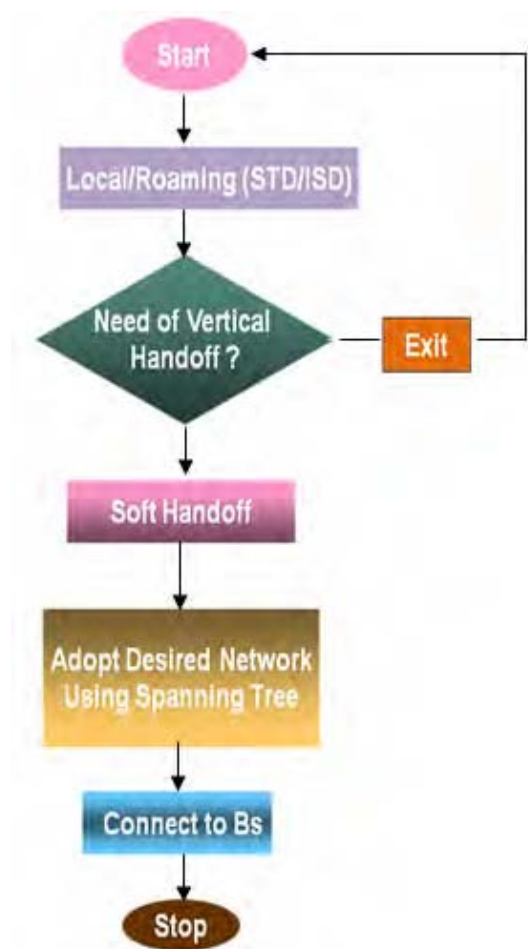 Start
Local/Roaming (STD/ISD)
Need of Vertical
Handoff ?
Exit
Soft Handoff
Adopt Desired Network
Using Spanning Tree
Connect to Bs
Stop